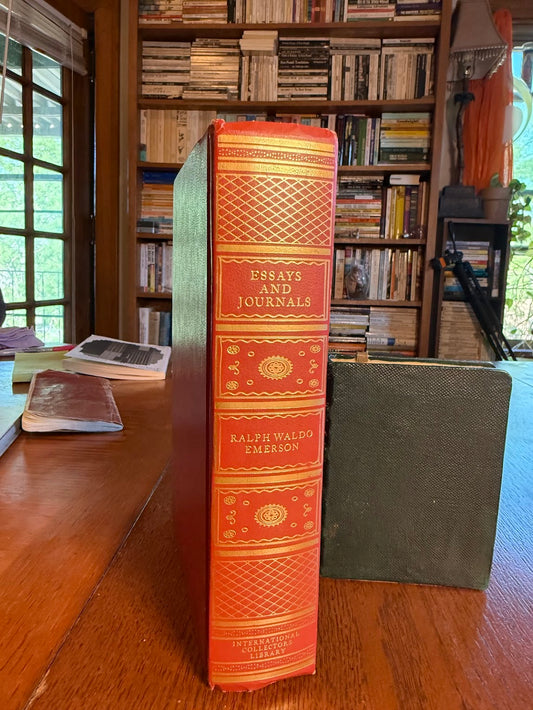 ESSAYS
AND
JOURNALS
RALPH WALDO
EMERSON
INTERNATIONAL
COLLECTORS
LIBRARY